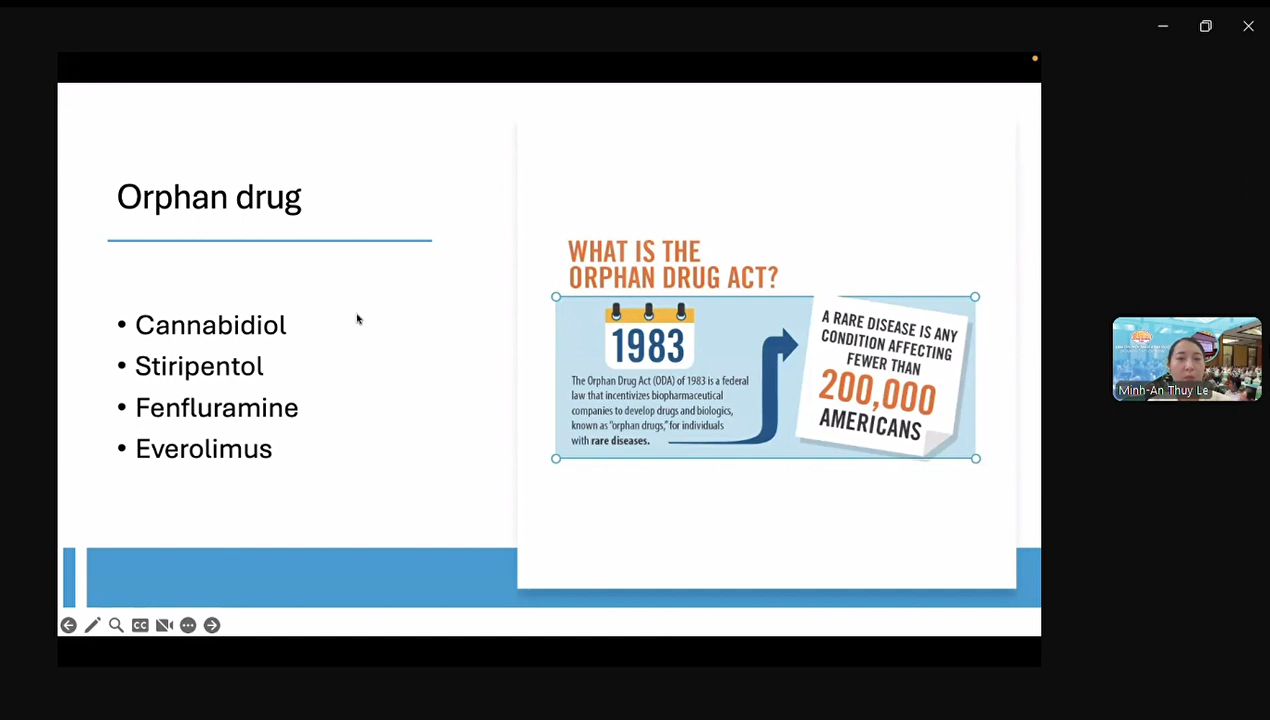 Orphan drug
• Cannabidiol
• Stiripentol
• Fenfluramine
• Everolimus
WHAT IS THE
ORPHAN DRUG ACT?
1983
The Orphan Drug Act (ODA) of 1983 is a federal
law that incentivizes biopharmaceutical
companies to develop drugs and biologics,
known as "orphan drugs," for individuals
with rare diseases.
A RARE DISEASE IS ANY
CONDITION AFFECTING
FEWER THAN
200,000
AMERICANS
CC
Minh-An Thuy Le